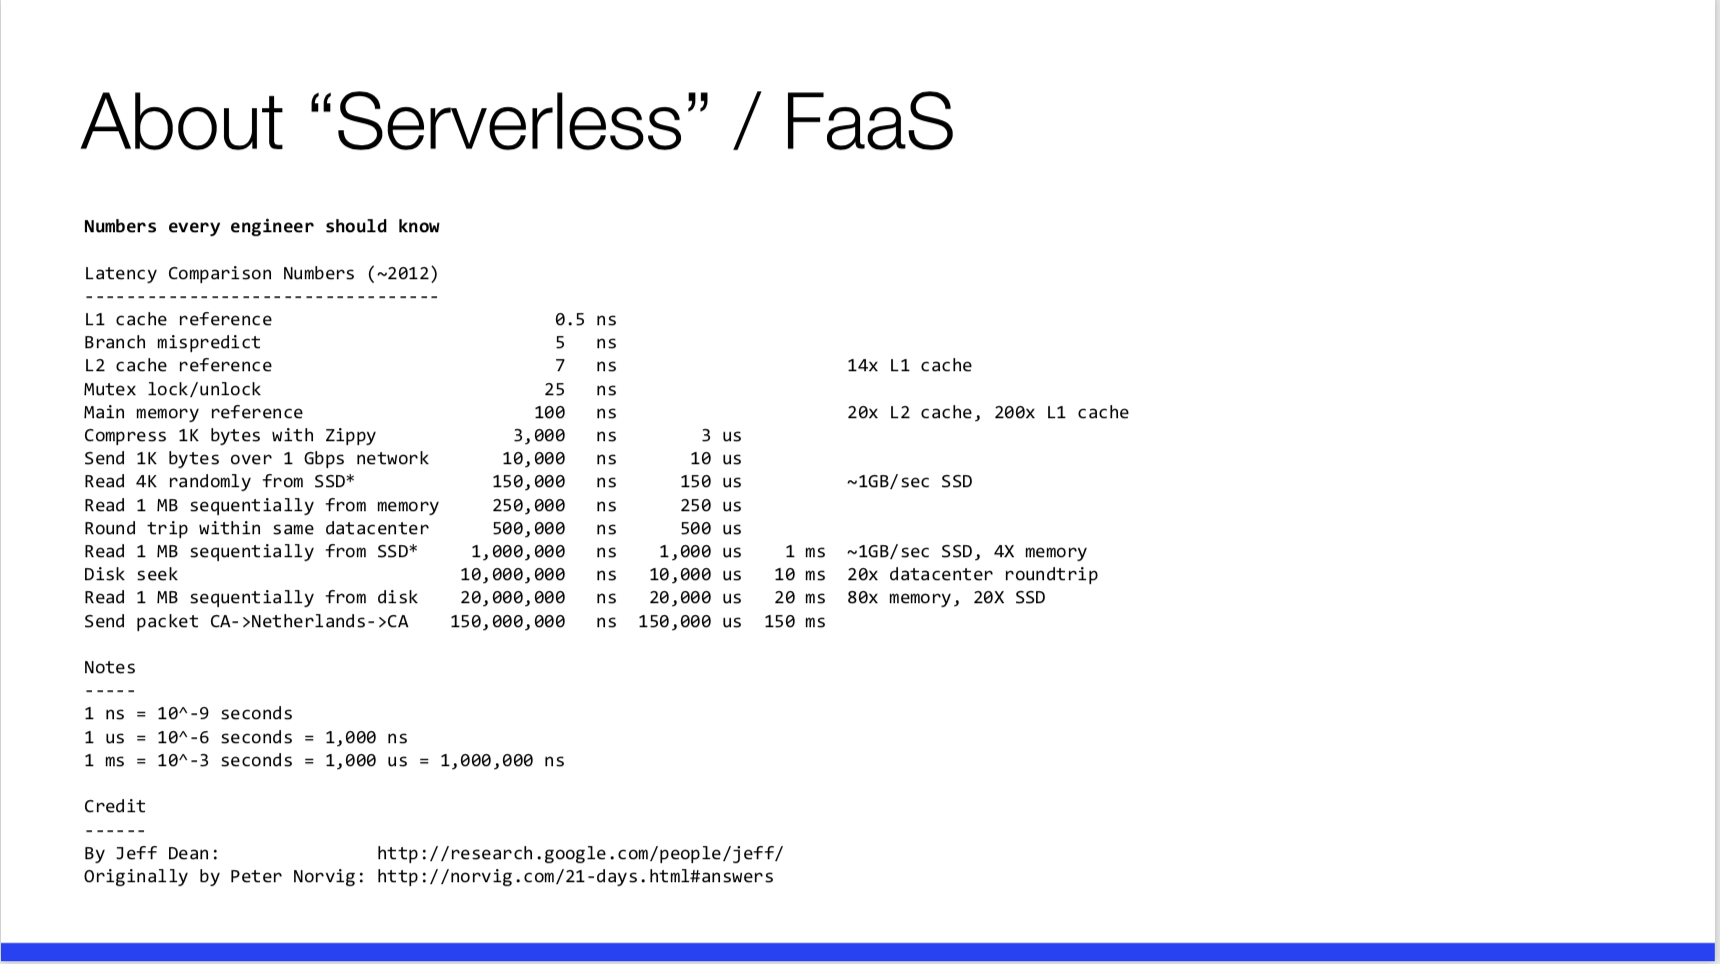 About “Serverless” / FaaS
Numbers every engineer should know
Latency Comparison Numbers (~2012)
----------------------------------
L1 cache reference                           0.5 ns
Branch mispredict                            5   ns
L2 cache reference                           7   ns                      14x L1 cache
Mutex lock/unlock                           25   ns
Main memory reference                      100   ns                      20x L2 cache, 200x L1 cache
Compress 1K bytes with Zippy             3,000   ns        3 us
Send 1K bytes over 1 Gbps network       10,000   ns       10 us
Read 4K randomly from SSD*             150,000   ns      150 us          ~1GB/sec SSD
Read 1 MB sequentially from memory     250,000   ns      250 us
Round trip within same datacenter      500,000   ns      500 us
Read 1 MB sequentially from SSD*     1,000,000   ns    1,000 us    1 ms  ~1GB/sec SSD, 4X memory
Disk seek                           10,000,000   ns   10,000 us   10 ms  20x datacenter roundtrip
Read 1 MB sequentially from disk    20,000,000   ns   20,000 us   20 ms  80x memory, 20X SSD
Send packet CA->Netherlands->CA    150,000,000   ns  150,000 us  150 ms
Notes
-----
1 ns = 10^-9 seconds
1 us = 10^-6 seconds = 1,000 ns
1 ms = 10^-3 seconds = 1,000 us = 1,000,000 ns
Credit
------
By Jeff Dean:               http://research.google.com/people/jeff/
Originally by Peter Norvig: http://norvig.com/21-days.html#answers